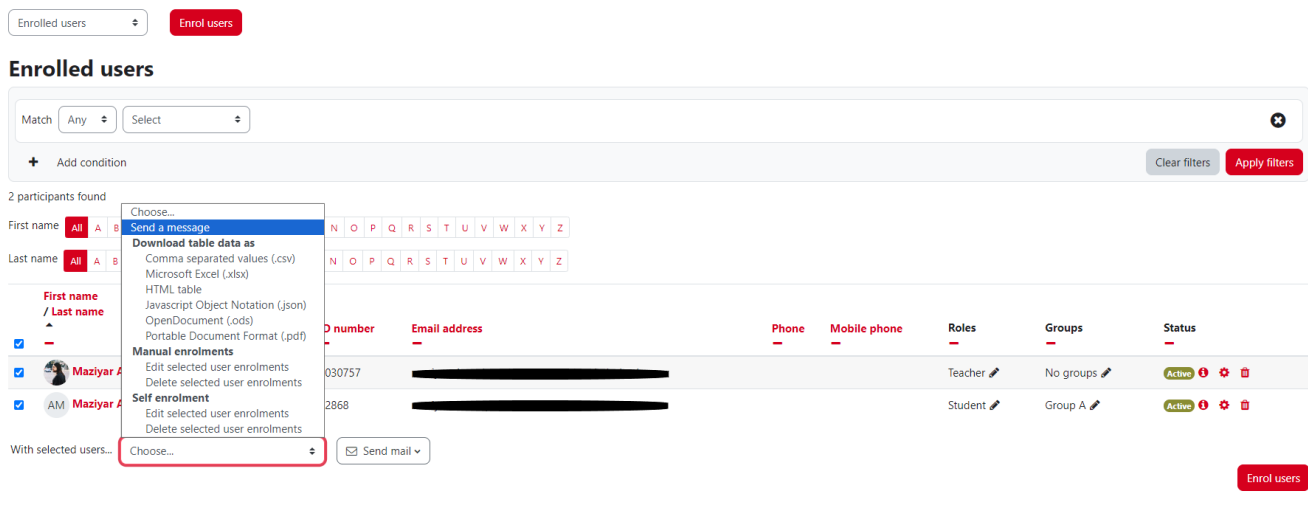 Enrolled users Enrol users
Enrolled users
Match Any Select
Add condition Clear filters Apply filters
2 participants found
First name All A B N O P Q R S T U V W X Y Z
Last name All A B N O P Q R S T U V W X Y Z
Choose...
Send a message
Download table data as
Comma separated values (.csv)
Microsoft Excel (.xlsx)
HTML table
Javascript Object Notation (.json)
OpenDocument (.ods)
Portable Document Format (.pdf)
Manual enrolments
Edit selected user enrolments
Delete selected user enrolments
Self enrolment
Edit selected user enrolments
Delete selected user enrolments
First name
/ Last name
D number Email address Phone Mobile phone Roles Groups Status
Maziyar A 030757 Teacher No groups Active
AM Maziyar A 2868 Student Group A Active
With selected users... Choose... Send mail
Enrol users